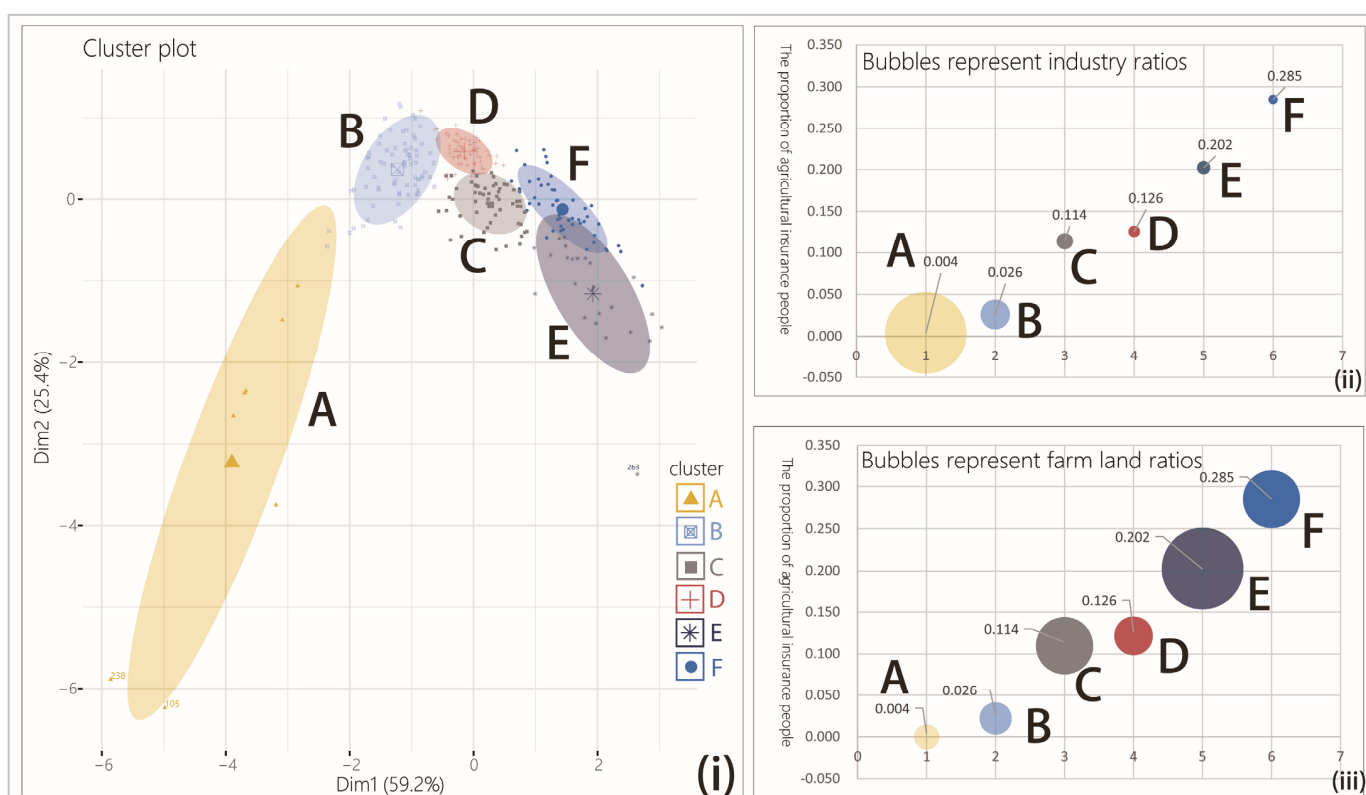 Cluster plot
B
D
F
C
E
A
0
−2
−4
−6
Dim2 (25.4%)
−6
−4
−2
0
2
Dim1 (59.2%)
238
105
263
cluster
A
B
C
D
E
F
(i)
Bubbles represent industry ratios
The proportion of agricultural insurance people
0.350
0.300
0.250
0.200
0.150
0.100
0.050
0.000
-0.050
0 1 2 3 4 5 6 7
A
0.004
0.026
B
0.114
C
0.126
D
0.202
E
0.285
F
(ii)
Bubbles represent farm land ratios
The proportion of agricultural insurance people
0.350
0.300
0.250
0.200
0.150
0.100
0.050
0.000
-0.050
0 1 2 3 4 5 6 7
A
0.004
0.026
B
0.114
C
0.126
D
0.202
E
0.285
F
(iii)